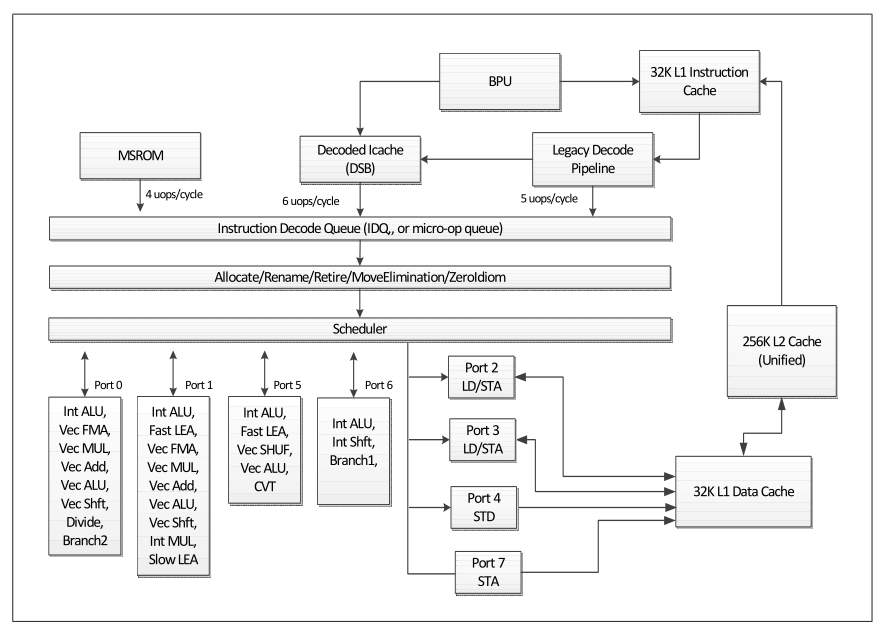 BPU
32K L1 Instruction
Cache
MSROM
Decoded Icache
(DSB)
Legacy Decode
Pipeline
4 uops/cycle
6 uops/cycle
5 uops/cycle
Instruction Decode Queue (IDQ,, or micro-op queue)
Allocate/Rename/Retire/MoveElimination/ZeroIdiom
Scheduler
256K L2 Cache
(Unified)
Port 0
Int ALU,
Vec FMA,
Vec MUL,
Vec Add,
Vec ALU,
Vec Shft,
Divide,
Branch2
Port 1
Int ALU,
Fast LEA,
Vec FMA,
Vec MUL,
Vec Add,
Vec ALU,
Vec Shft,
Int MUL,
Slow LEA
Port 5
Int ALU,
Fast LEA,
Vec SHUF,
Vec ALU,
CVT
Port 6
Int ALU,
Int Shft,
Branch1,
Port 2
LD/STA
Port 3
LD/STA
Port 4
STD
Port 7
STA
32K L1 Data Cache